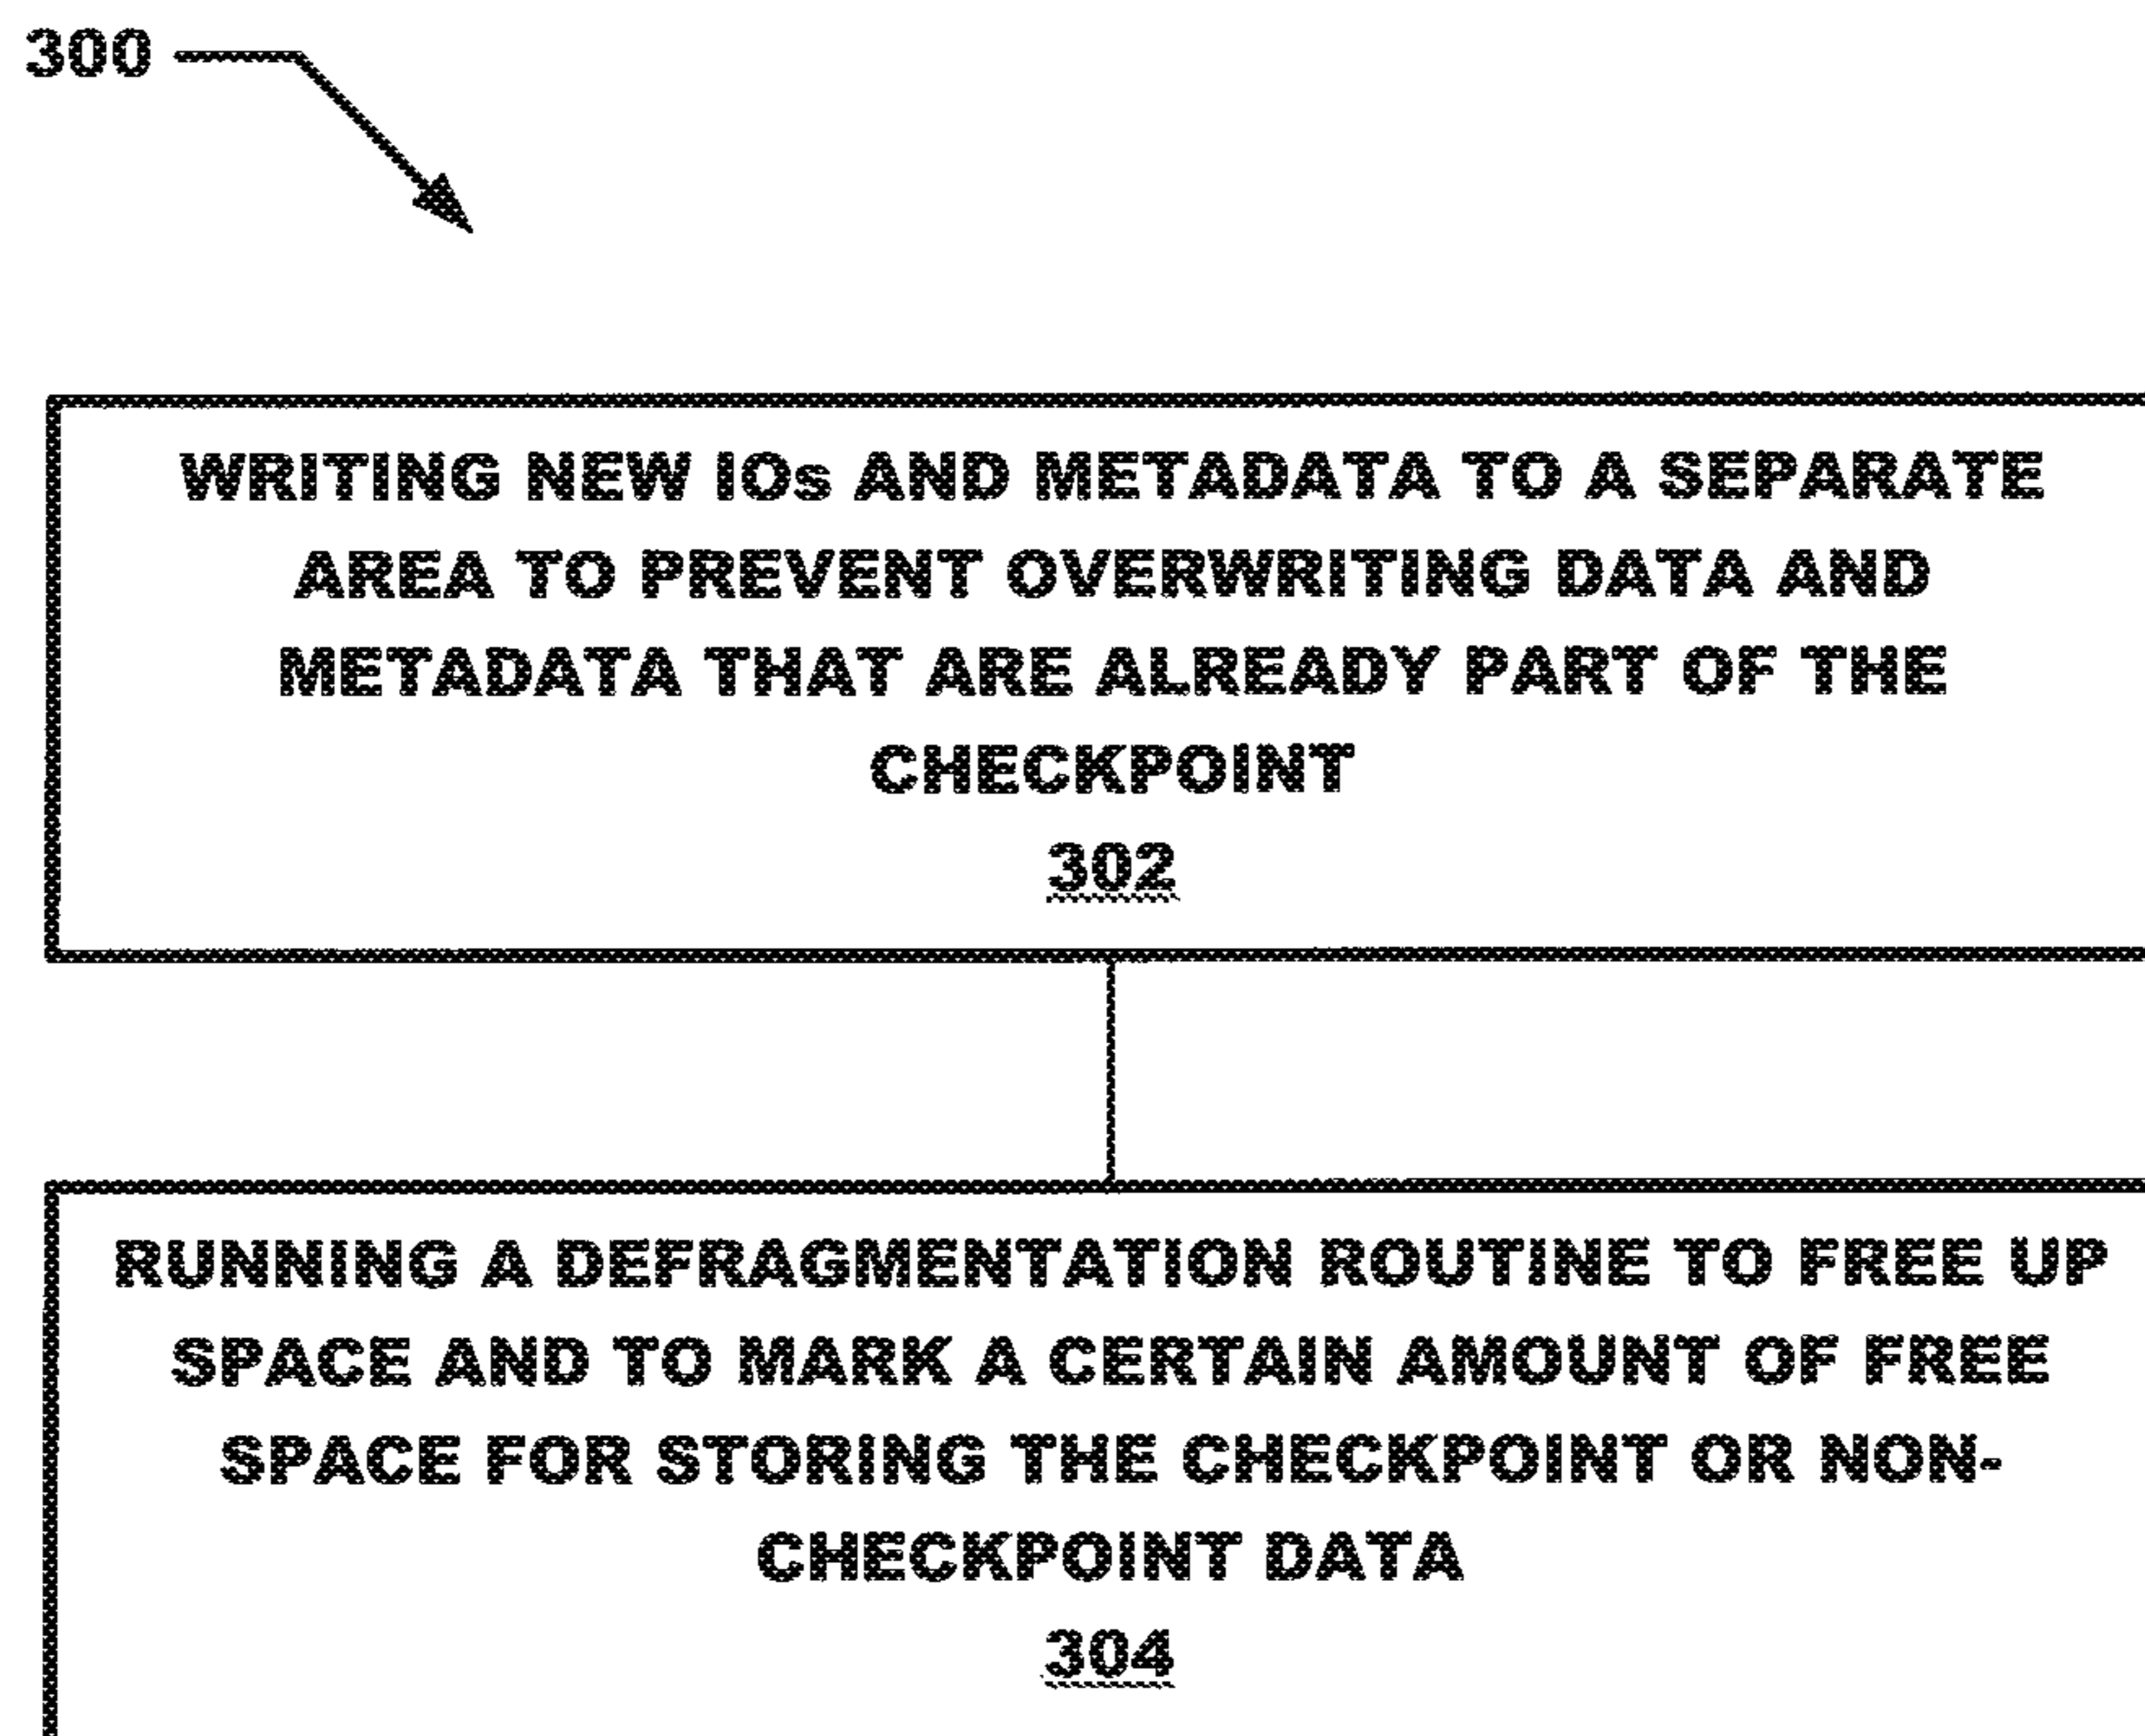 300
WRITING NEW IOs AND METADATA TO A SEPARATE
AREA TO PREVENT OVERWRITING DATA AND
METADATA THAT ARE ALREADY PART OF THE
CHECKPOINT
302
RUNNING A DEFRAGMENTATION ROUTINE TO FREE UP
SPACE AND TO MARK A CERTAIN AMOUNT OF FREE
SPACE FOR STORING THE CHECKPOINT OR NON-
CHECKPOINT DATA
304